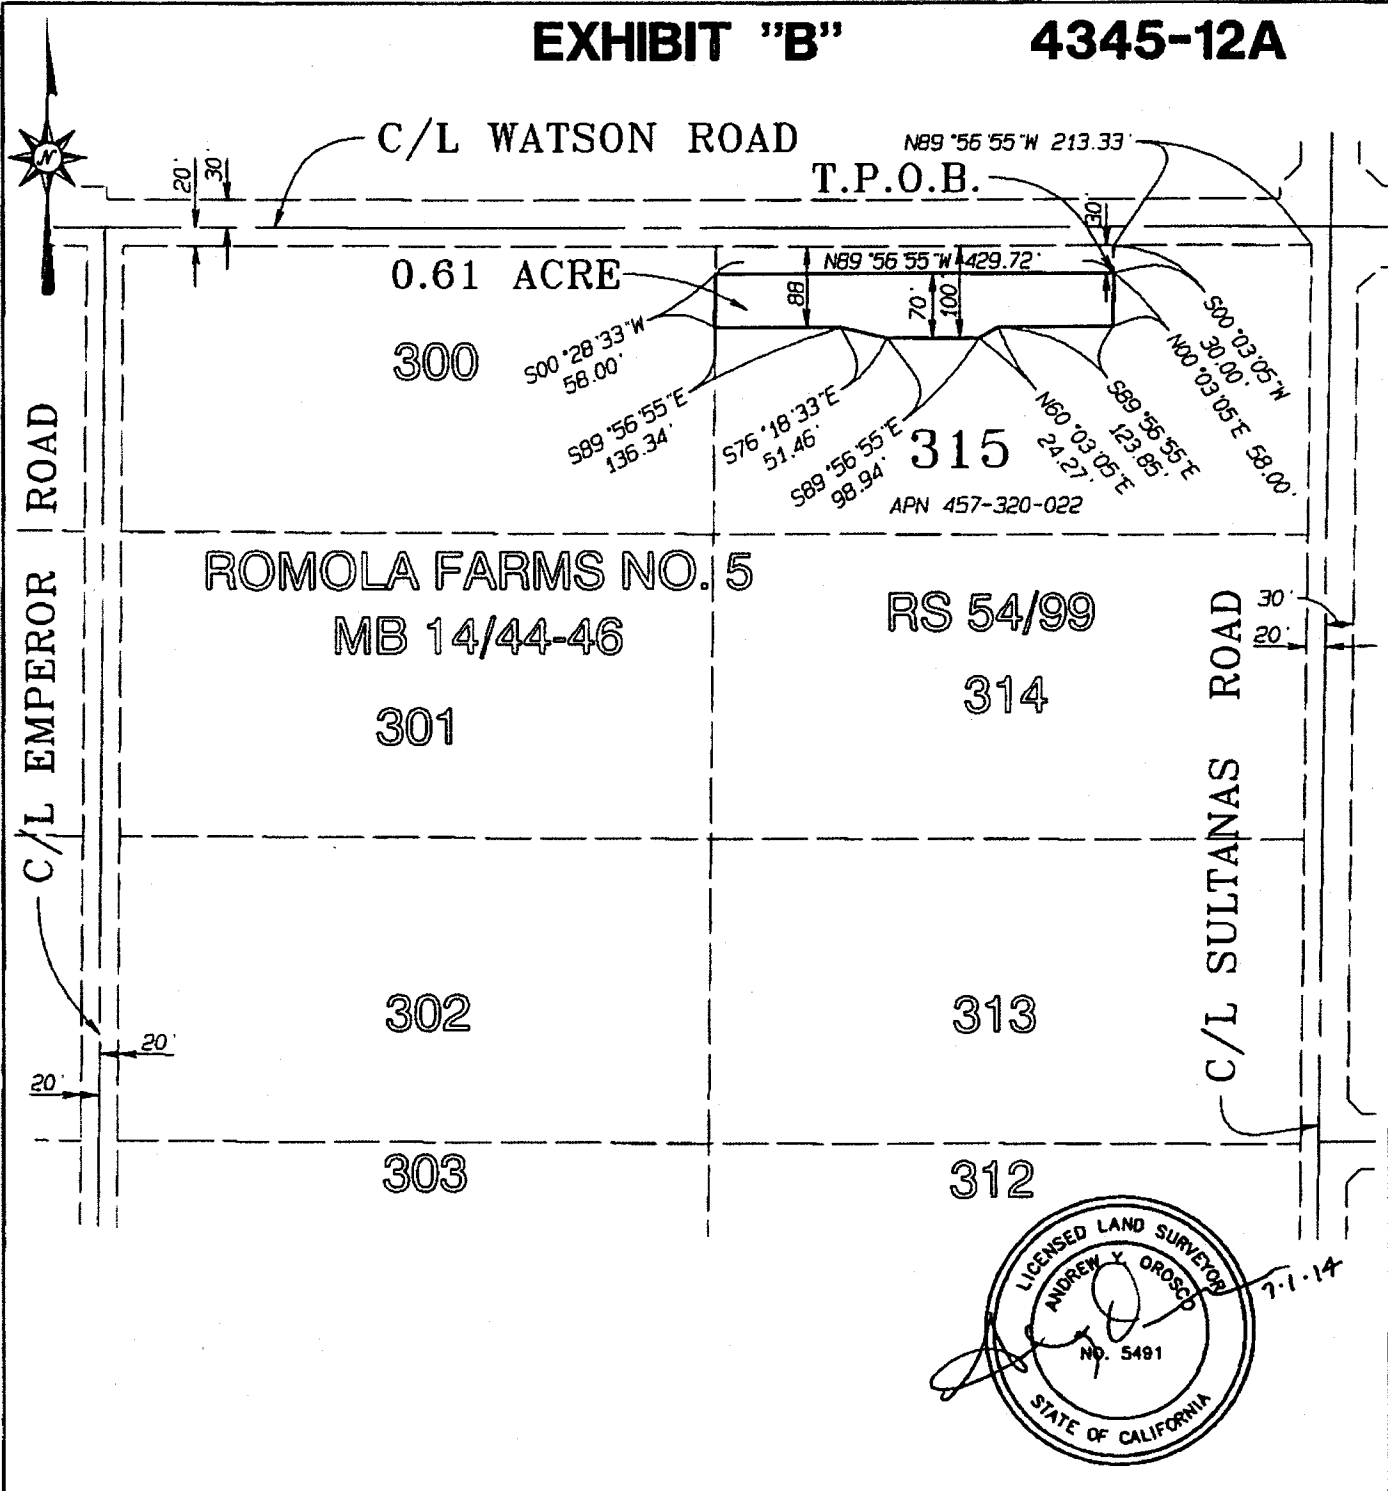 EXHIBIT "B"
4345-12A
C/L WATSON ROAD
N89°56'55"W 213.33'
T.P.O.B.
20'
30'
30'
N
N89°56'55"W 429.72'
0.61 ACRE
88'
70'
100'
S00°28'33"W
58.00'
S00°03'05"W
30.00'
N00°03'05"E 58.00'
300
S89°56'55"E
136.34'
S76°18'33"E
51.46'
S89°56'55"E
98.94'
N60°03'05"E
24.27'
S89°56'55"E
123.85'
315
APN 457-320-022
C/L EMPEROR ROAD
ROMOLA FARMS NO. 5
MB 14/44-46
RS 54/99
30'
20'
301
314
C/L SULTANAS ROAD
302
313
20'
20'
303
312
LICENSED LAND SURVEYOR
ANDREW Y. OROSCO
NO. 5491
STATE OF CALIFORNIA
7-1-14